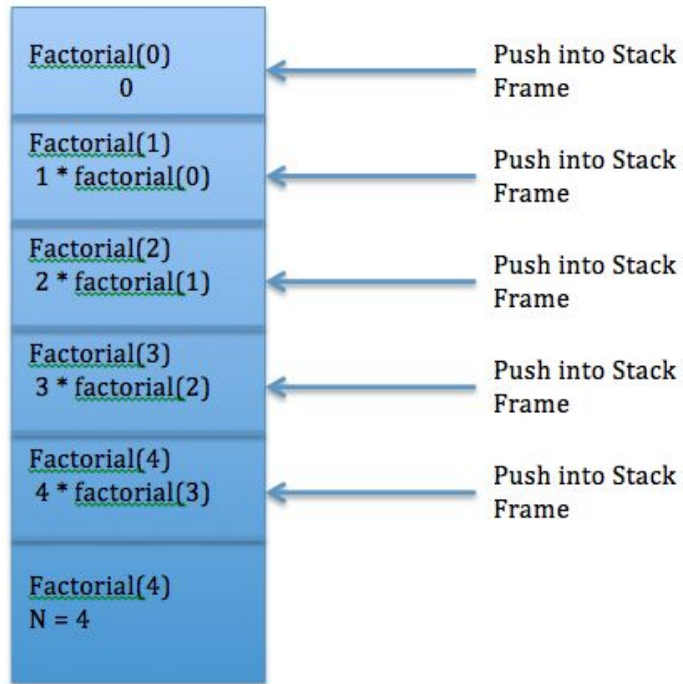 Factorial(0)
0
Push into Stack
Frame
Factorial(1)
1 * factorial(0)
Push into Stack
Frame
Factorial(2)
2 * factorial(1)
Push into Stack
Frame
Factorial(3)
3 * factorial(2)
Push into Stack
Frame
Factorial(4)
4 * factorial(3)
Push into Stack
Frame
Factorial(4)
N = 4